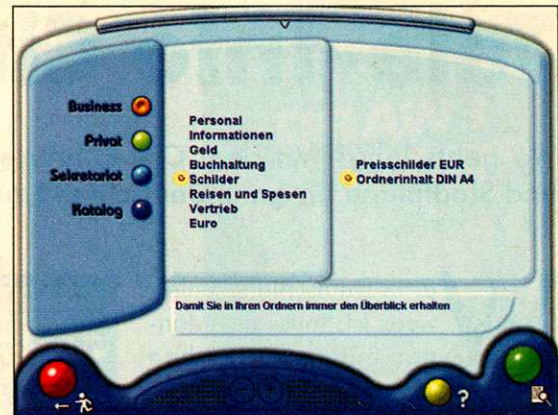 Business
Privat
Sekretariat
Katalog
Personal
Informationen
Geld
Buchhaltung
Schilder
Reisen und Spesen
Vertrieb
Euro
Preisschilder EUR
Ordnerinhalt DIN A4
Damit Sie in Ihren Ordnern immer den Überblick erhalten
?